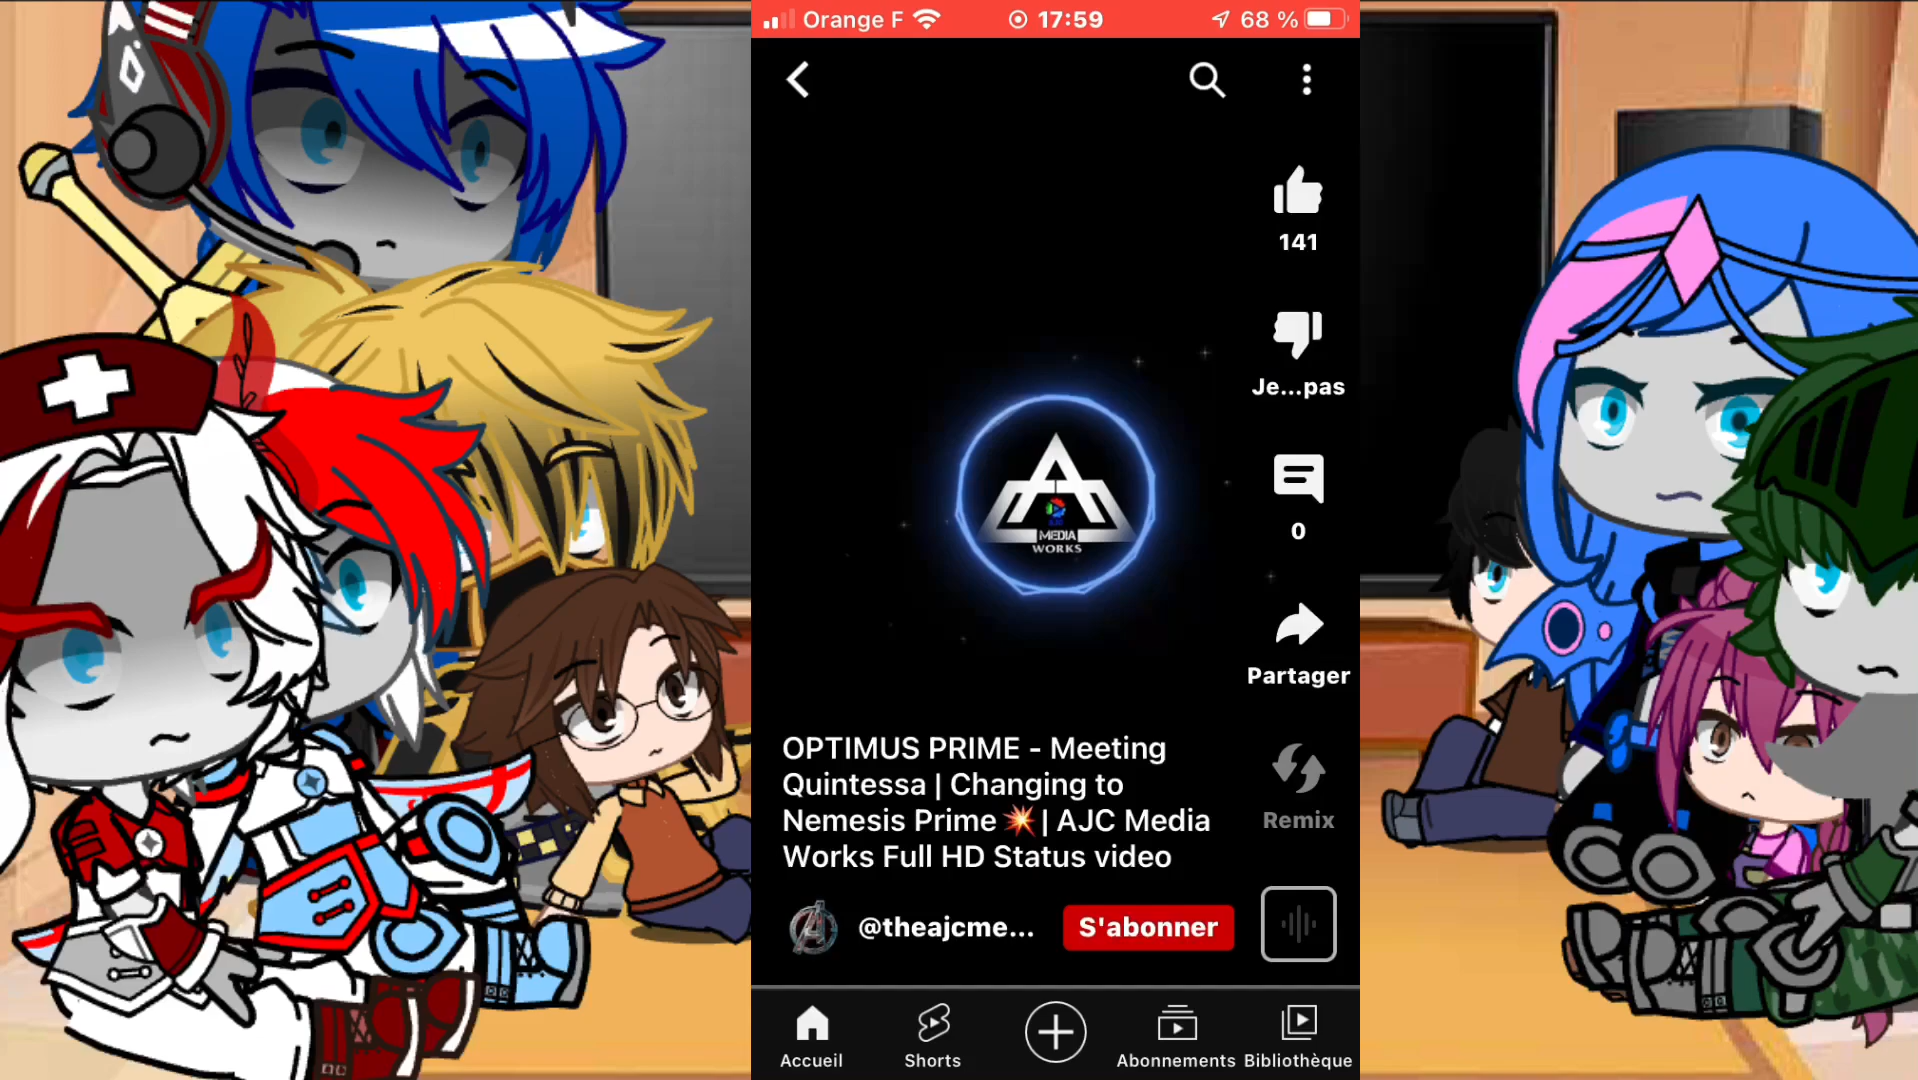 Orange F 17:59 68 %
141
Je...pas
0
MEDIA
WORKS
Partager
OPTIMUS PRIME - Meeting
Quintessa | Changing to
Nemesis Prime 💥 | AJC Media
Works Full HD Status video
Remix
@theajcme... S'abonner
Accueil Shorts Abonnements Bibliothèque